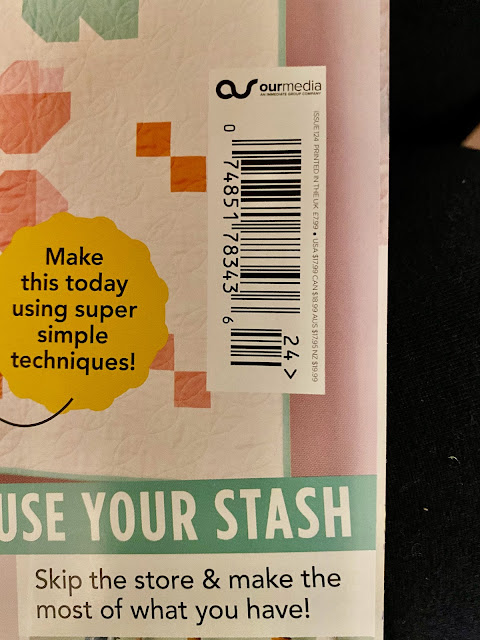 ourmedia
AN IMMEDIATE GROUP COMPANY
ISSUE 124 PRINTED IN THE UK £7.99 • USA $17.99 CAN $18.99 AUS $17.95 NZ $19.99
0 74851 78343 6
24>
Make
this today
using super
simple
techniques!
USE YOUR STASH
Skip the store & make the
most of what you have!